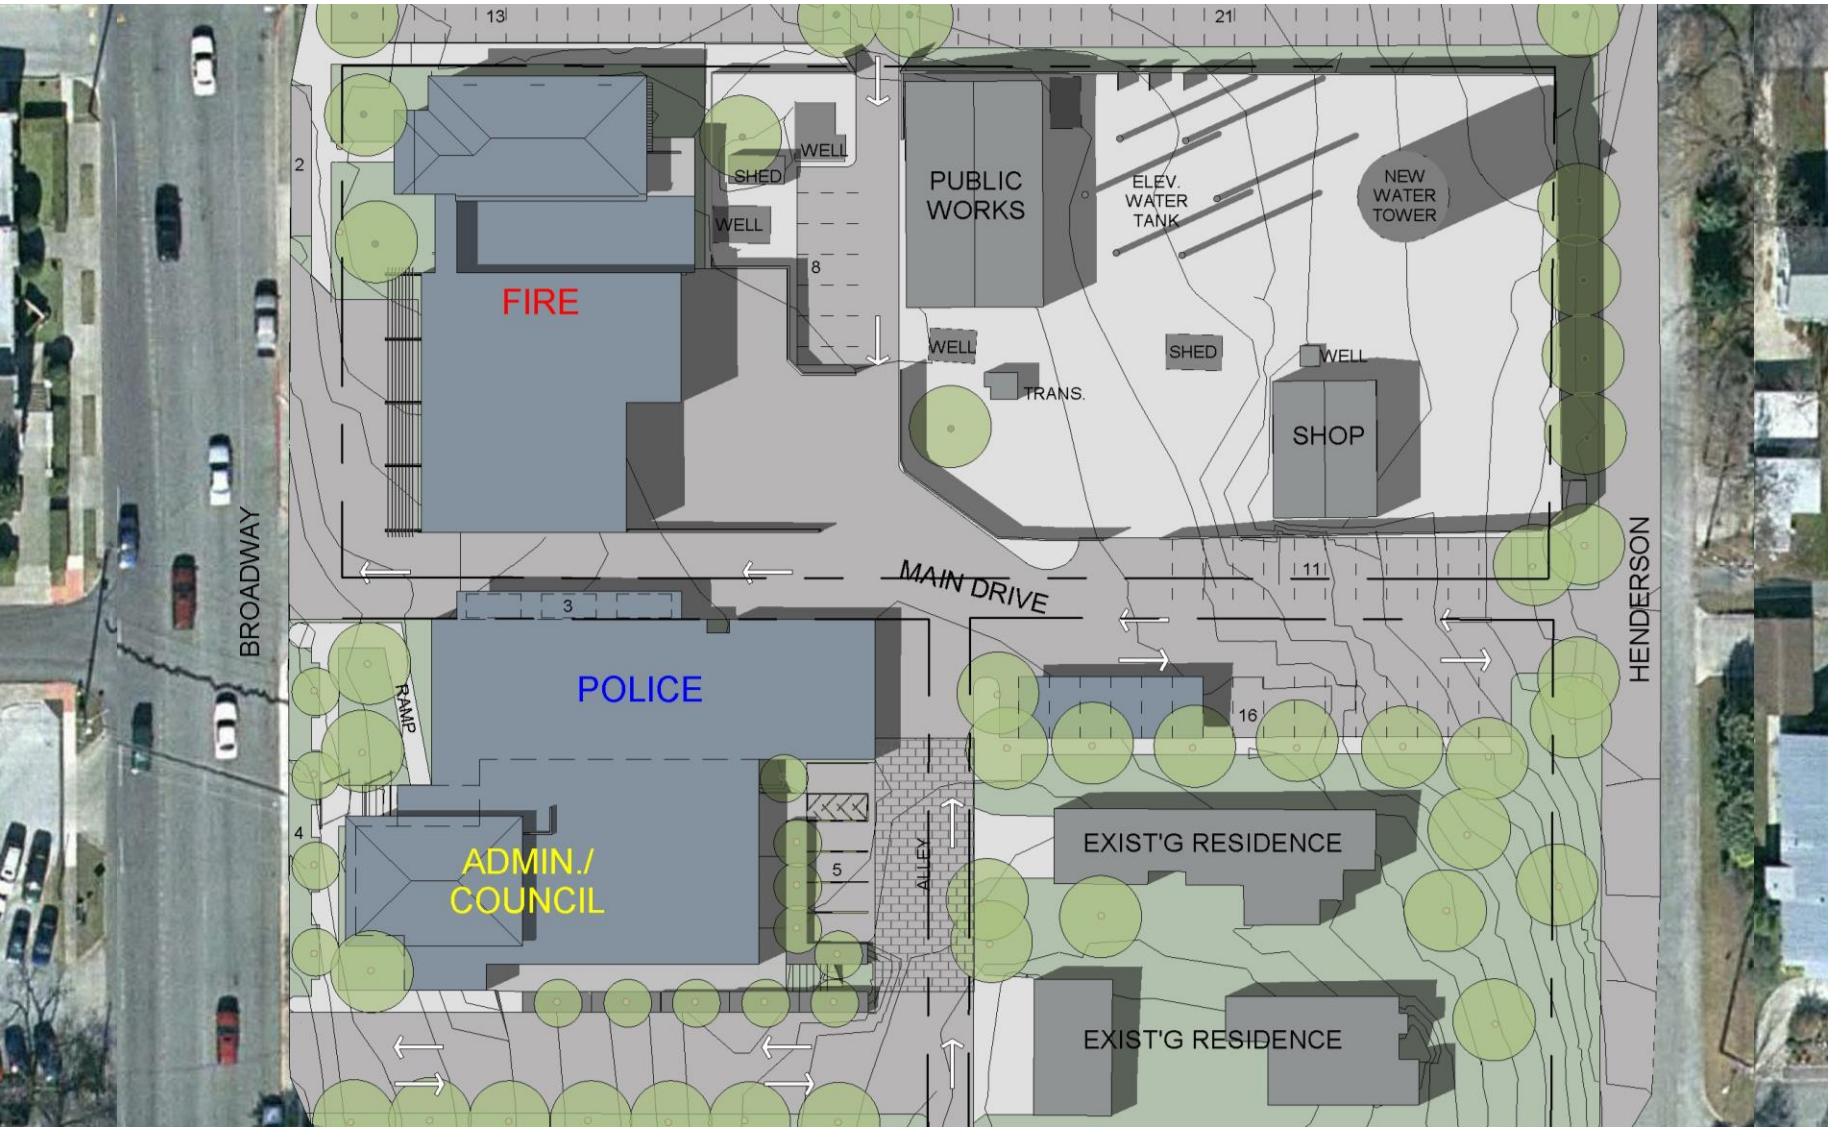 13
21
2
WELL
SHED
WELL
8
FIRE
PUBLIC
WORKS
ELEV.
WATER
TANK
NEW
WATER
TOWER
WELL
TRANS.
SHED
WELL
SHOP
BROADWAY
MAIN DRIVE
11
HENDERSON
3
POLICE
RAMP
16
4
ADMIN./
COUNCIL
5
ALLEY
EXIST'G RESIDENCE
EXIST'G RESIDENCE